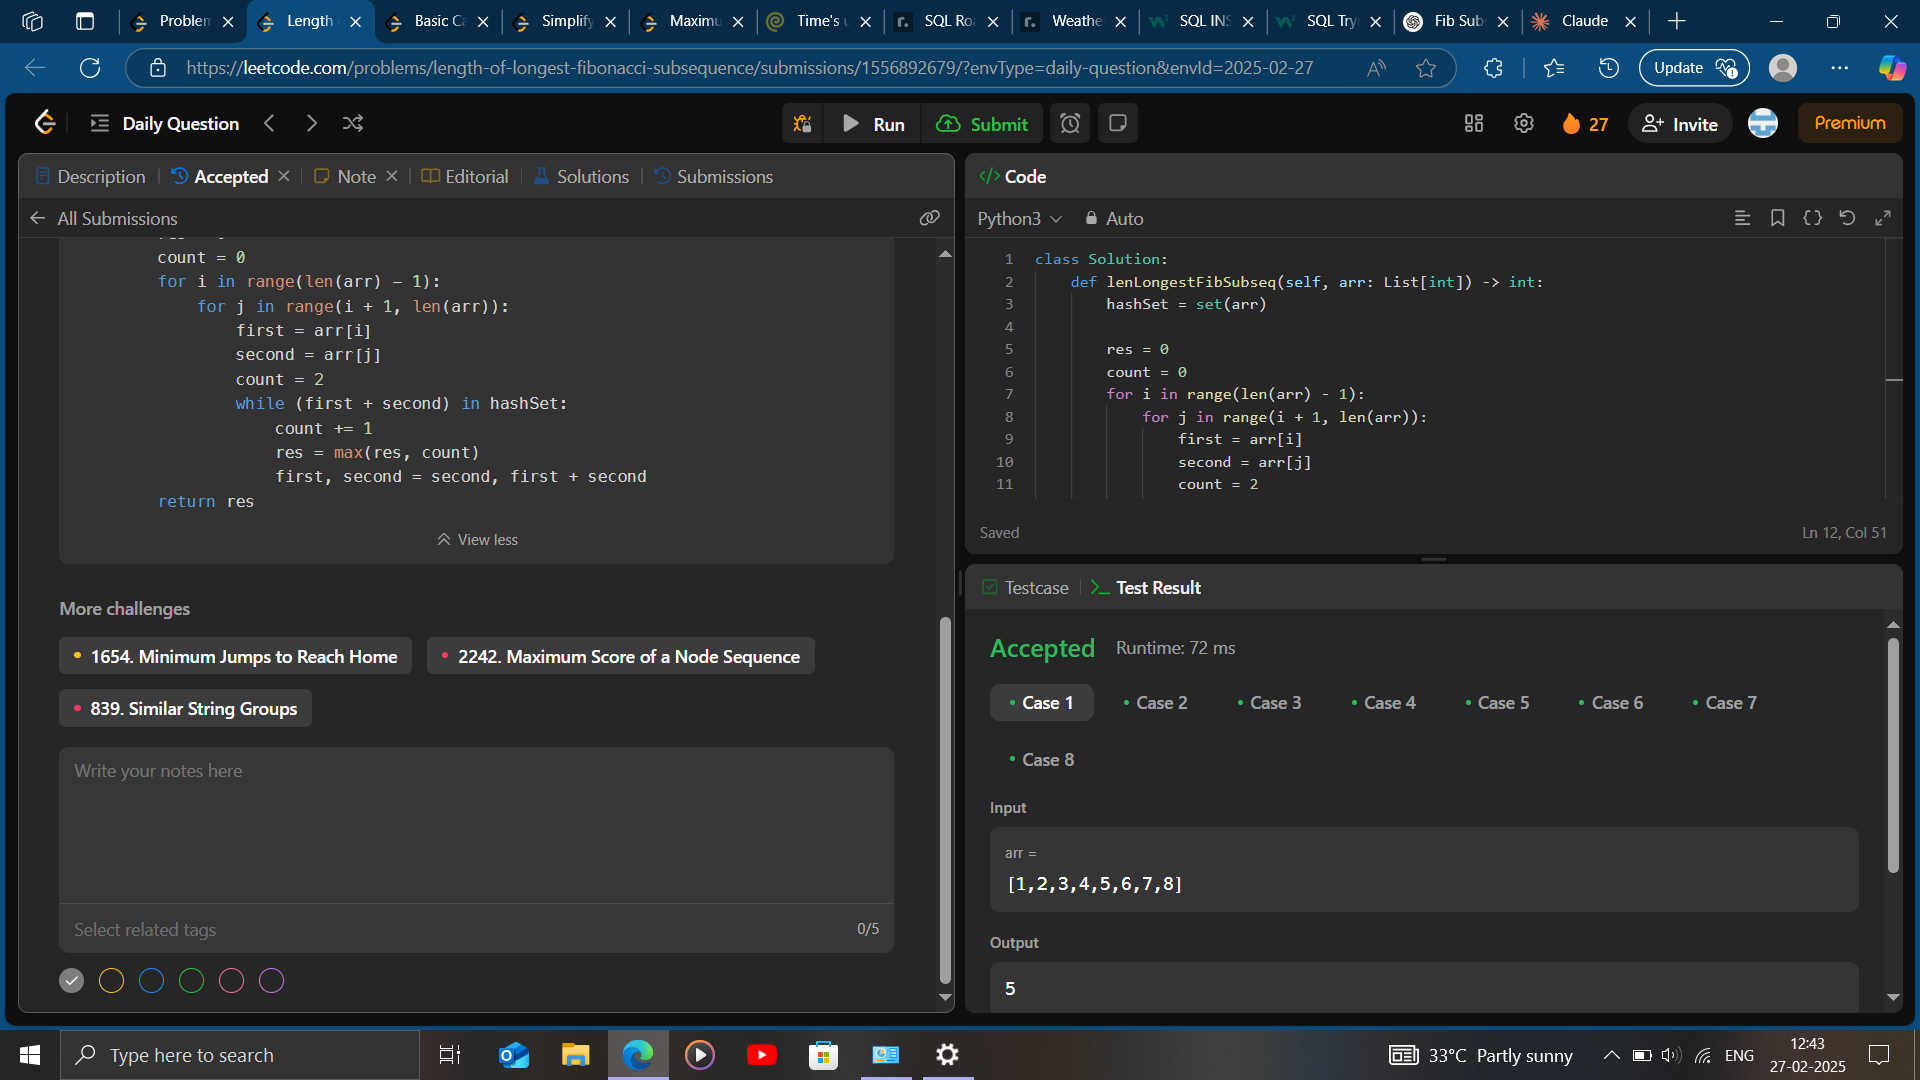 Problem
Length
Basic Ca
Simplify
Maximu
Time's u
SQL Roa
Weathe
SQL INS
SQL Try
Fib Sub
Claude
https://leetcode.com/problems/length-of-longest-fibonacci-subsequence/submissions/1556892679/?envType=daily-question&envId=2025-02-27
Update
Daily Question
Run
Submit
27
Invite
Premium
Description
Accepted
Note
Editorial
Solutions
Submissions
All Submissions
count = 0
for i in range(len(arr) - 1):
for j in range(i + 1, len(arr)):
first = arr[i]
second = arr[j]
count = 2
while (first + second) in hashSet:
count += 1
res = max(res, count)
first, second = second, first + second
return res
View less
More challenges
1654. Minimum Jumps to Reach Home
2242. Maximum Score of a Node Sequence
839. Similar String Groups
Write your notes here
Select related tags
0/5
</> Code
Python3
Auto
1 class Solution:
2 def lenLongestFibSubseq(self, arr: List[int]) -> int:
3 hashSet = set(arr)
4
5 res = 0
6 count = 0
7 for i in range(len(arr) - 1):
8 for j in range(i + 1, len(arr)):
9 first = arr[i]
10 second = arr[j]
11 count = 2
Saved
Ln 12, Col 51
Testcase
Test Result
Accepted
Runtime: 72 ms
Case 1
Case 2
Case 3
Case 4
Case 5
Case 6
Case 7
Case 8
Input
arr =
[1,2,3,4,5,6,7,8]
Output
5
Type here to search
33°C Partly sunny
ENG
12:43
27-02-2025